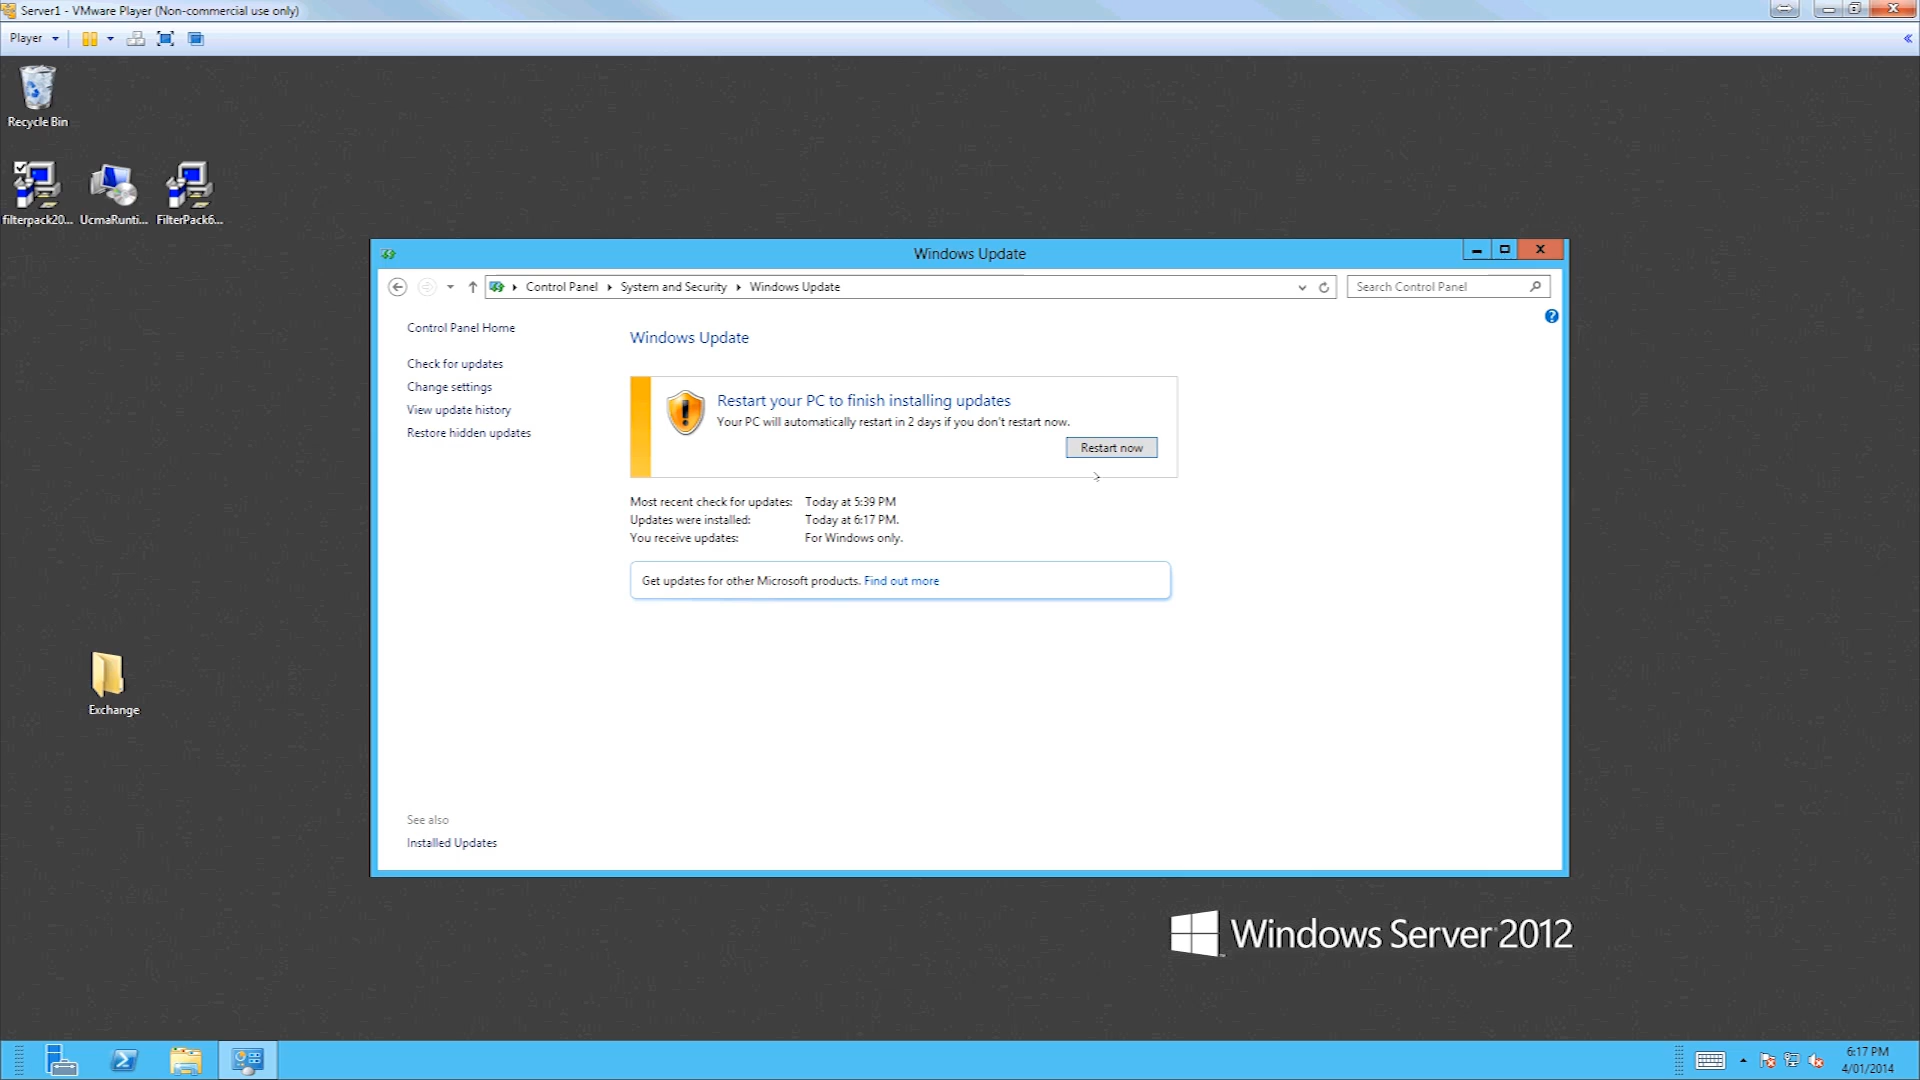 Server1 - VMware Player (Non-commercial use only)
Player
Recycle Bin
filterpack20... UcmaRunti... FilterPack6...
Windows Update
Control Panel System and Security Windows Update
Search Control Panel
Control Panel Home
Check for updates
Change settings
View update history
Restore hidden updates
Windows Update
Restart your PC to finish installing updates
Your PC will automatically restart in 2 days if you don't restart now.
Restart now
Most recent check for updates: Today at 5:39 PM
Updates were installed: Today at 6:17 PM.
You receive updates: For Windows only.
Get updates for other Microsoft products. Find out more
Exchange
See also
Installed Updates
Windows Server 2012
6:17 PM
4/01/2014